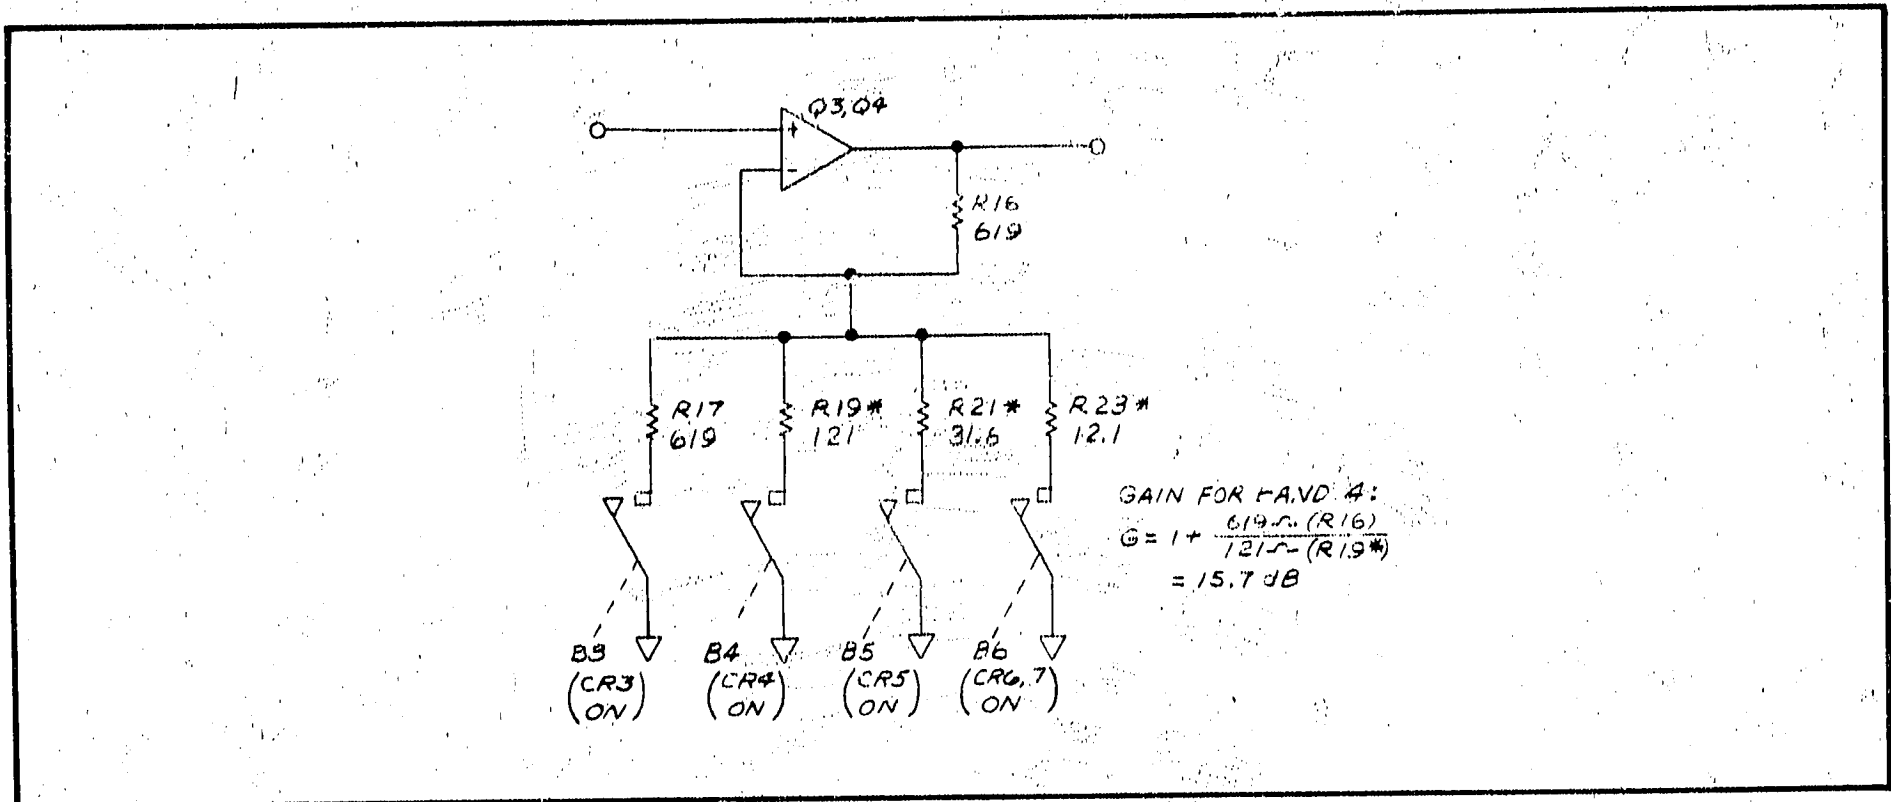 Q3,Q4
+
-
R16
619
R17
619
R19*
121
R21*
31.6
R23*
12.1
GAIN FOR 4:
G = 1 + 619Ω (R16)
121Ω (R19*)
= 15.7 dB
B3
(CR3)
ON
B4
(CR4)
ON
B5
(CR5)
ON
B6
(CR6,7)
ON